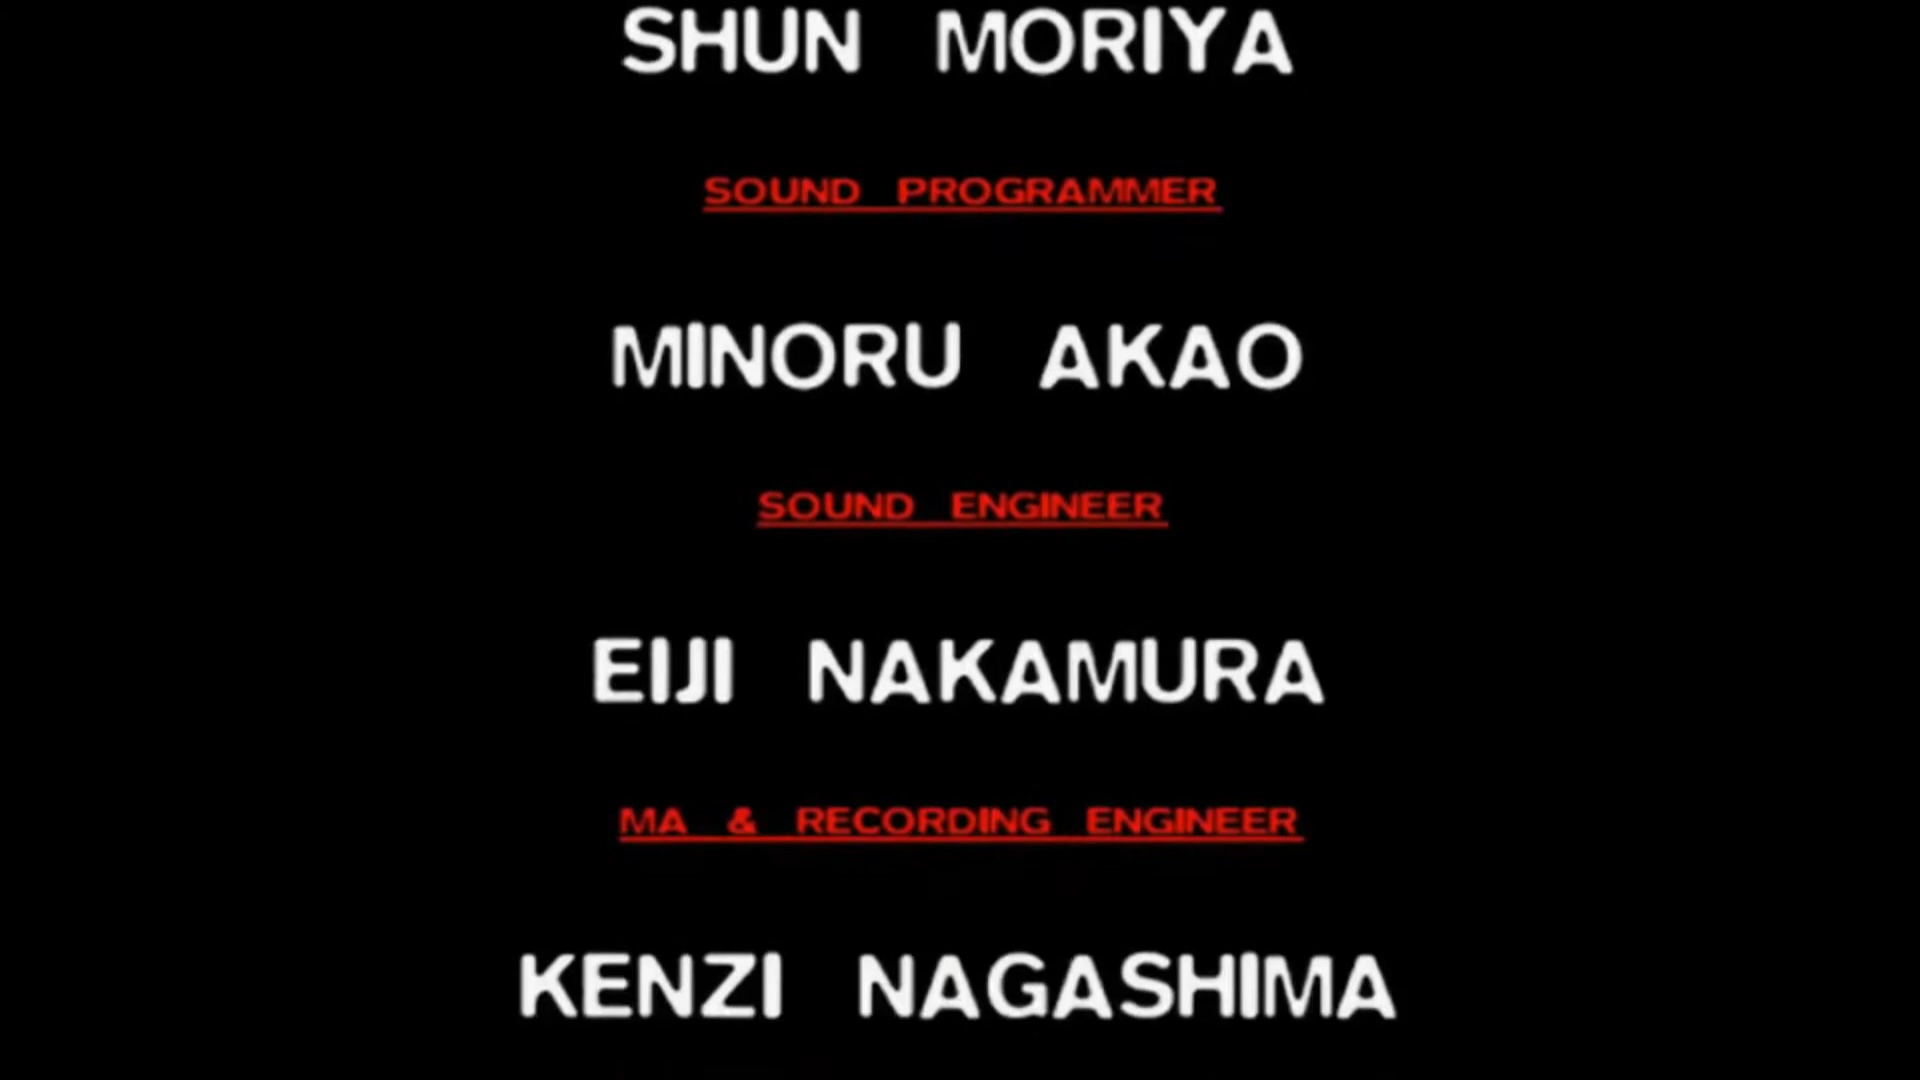 SHUN MORIYA
SOUND PROGRAMMER
MINORU AKAO
SOUND ENGINEER
EIJI NAKAMURA
MA & RECORDING ENGINEER
KENZI NAGASHIMA